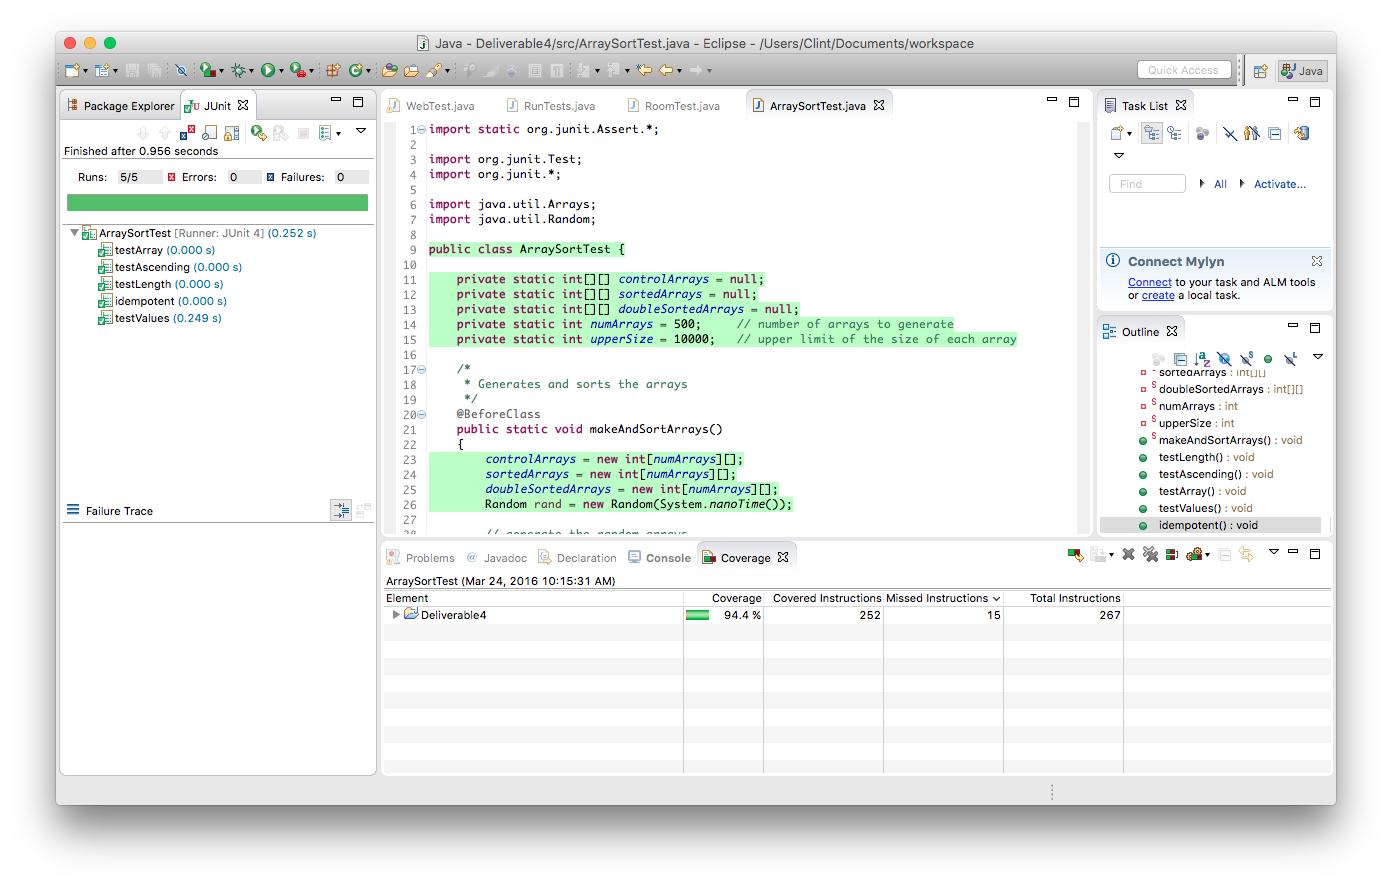 Java - Deliverable4/src/ArraySortTest.java - Eclipse - /Users/Clint/Documents/workspace
Quick Access
Java
Package Explorer
JUnit
Finished after 0.956 seconds
Runs: 5/5 Errors: 0 Failures: 0
ArraySortTest [Runner: JUnit 4] (0.252 s)
testArray (0.000 s)
testAscending (0.000 s)
testLength (0.000 s)
idempotent (0.000 s)
testValues (0.249 s)
Failure Trace
WebTest.java RunTests.java RoomTest.java ArraySortTest.java
1 import static org.junit.Assert.*;
2
3 import org.junit.Test;
4 import org.junit.*;
5
6 import java.util.Arrays;
7 import java.util.Random;
8
9 public class ArraySortTest {
10
11 private static int[][] controlArrays = null;
12 private static int[][] sortedArrays = null;
13 private static int[][] doubleSortedArrays = null;
14 private static int numArrays = 500; // number of arrays to generate
15 private static int upperSize = 10000; // upper limit of the size of each array
16
17 /*
18 * Generates and sorts the arrays
19 */
20 @BeforeClass
21 public static void makeAndSortArrays()
22 {
23 controlArrays = new int[numArrays][];
24 sortedArrays = new int[numArrays][];
25 doubleSortedArrays = new int[numArrays][];
26 Random rand = new Random(System.nanoTime());
27
28 // generate the random arrays
Task List
Find
All
Activate...
Connect Mylyn
Connect to your task and ALM tools
or create a local task.
Outline
sortedArrays : int[][]
doubleSortedArrays : int[][]
numArrays : int
upperSize : int
makeAndSortArrays() : void
testLength() : void
testAscending() : void
testArray() : void
testValues() : void
idempotent() : void
Problems Javadoc Declaration Console Coverage
ArraySortTest (Mar 24, 2016 10:15:31 AM)
Element Coverage Covered Instructions Missed Instructions Total Instructions
Deliverable4 94.4 % 252 15 267